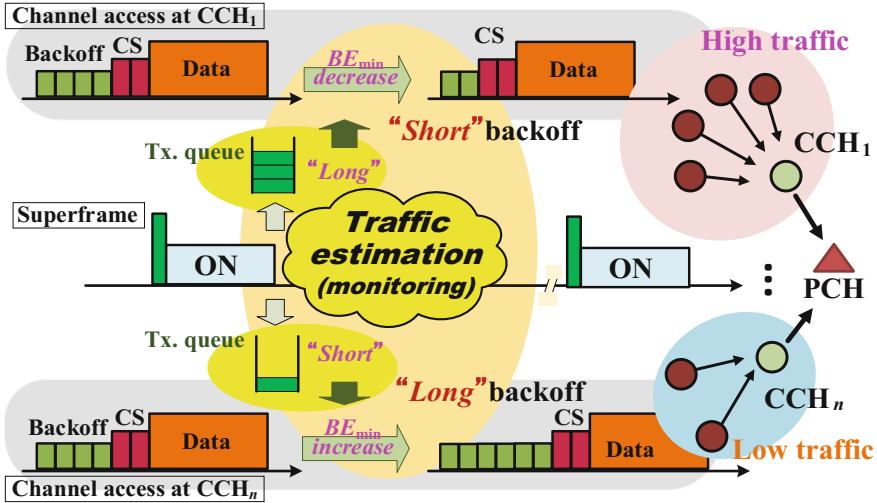 Channel access at CCH1
Backoff
CS
Data
BEmin
decrease
CS
Data
High traffic
"Short" backoff
CCH1
Tx. queue
"Long"
Superframe
ON
Traffic
estimation
(monitoring)
ON
PCH
Tx. queue
"Short"
"Long" backoff
CCHn
Backoff
CS
Data
BEmin
increase
CS
Data
Low traffic
Channel access at CCHn